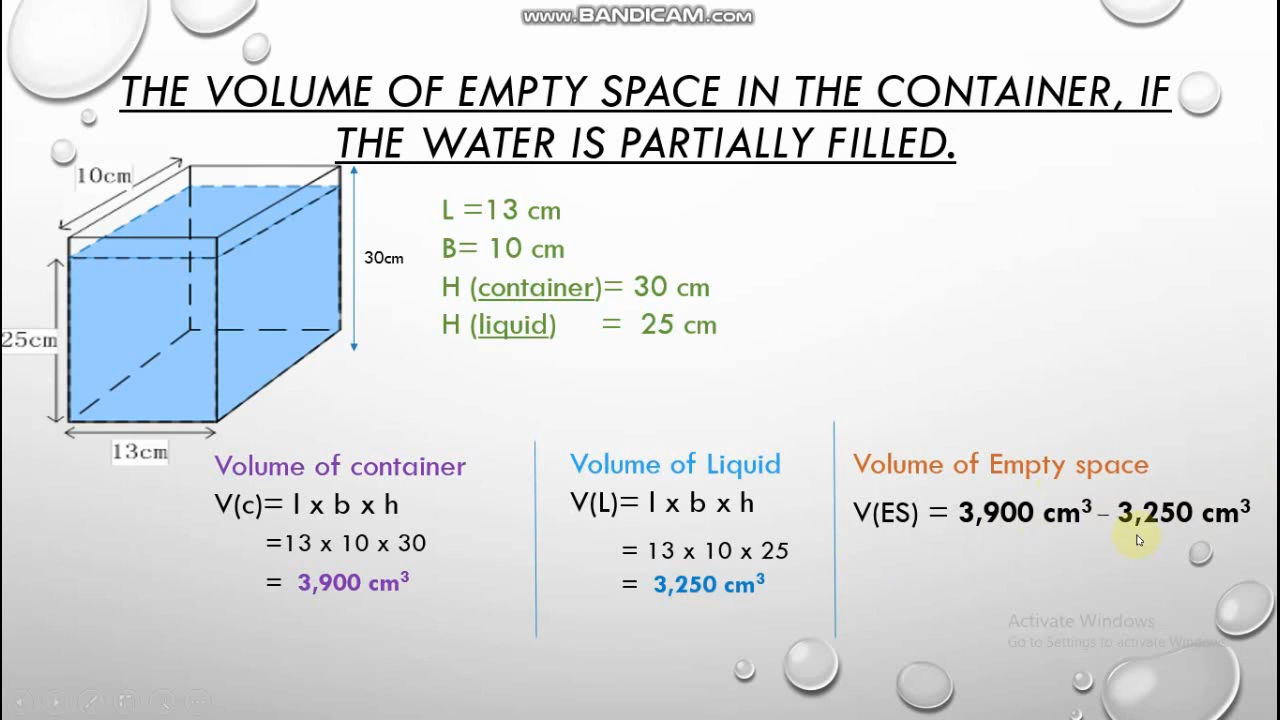 www.BANDICAM.com
THE VOLUME OF EMPTY SPACE IN THE CONTAINER, IF
THE WATER IS PARTIALLY FILLED.
10cm
30cm
25cm
13cm
L =13 cm
B= 10 cm
H (container)= 30 cm
H (liquid) = 25 cm
Volume of container
V(c)= l x b x h
=13 x 10 x 30
= 3,900 cm³
Volume of Liquid
V(L)= l x b x h
= 13 x 10 x 25
= 3,250 cm³
Volume of Empty space
V(ES) = 3,900 cm³ – 3,250 cm³
Activate Windows
Go to Settings to activate Windows.